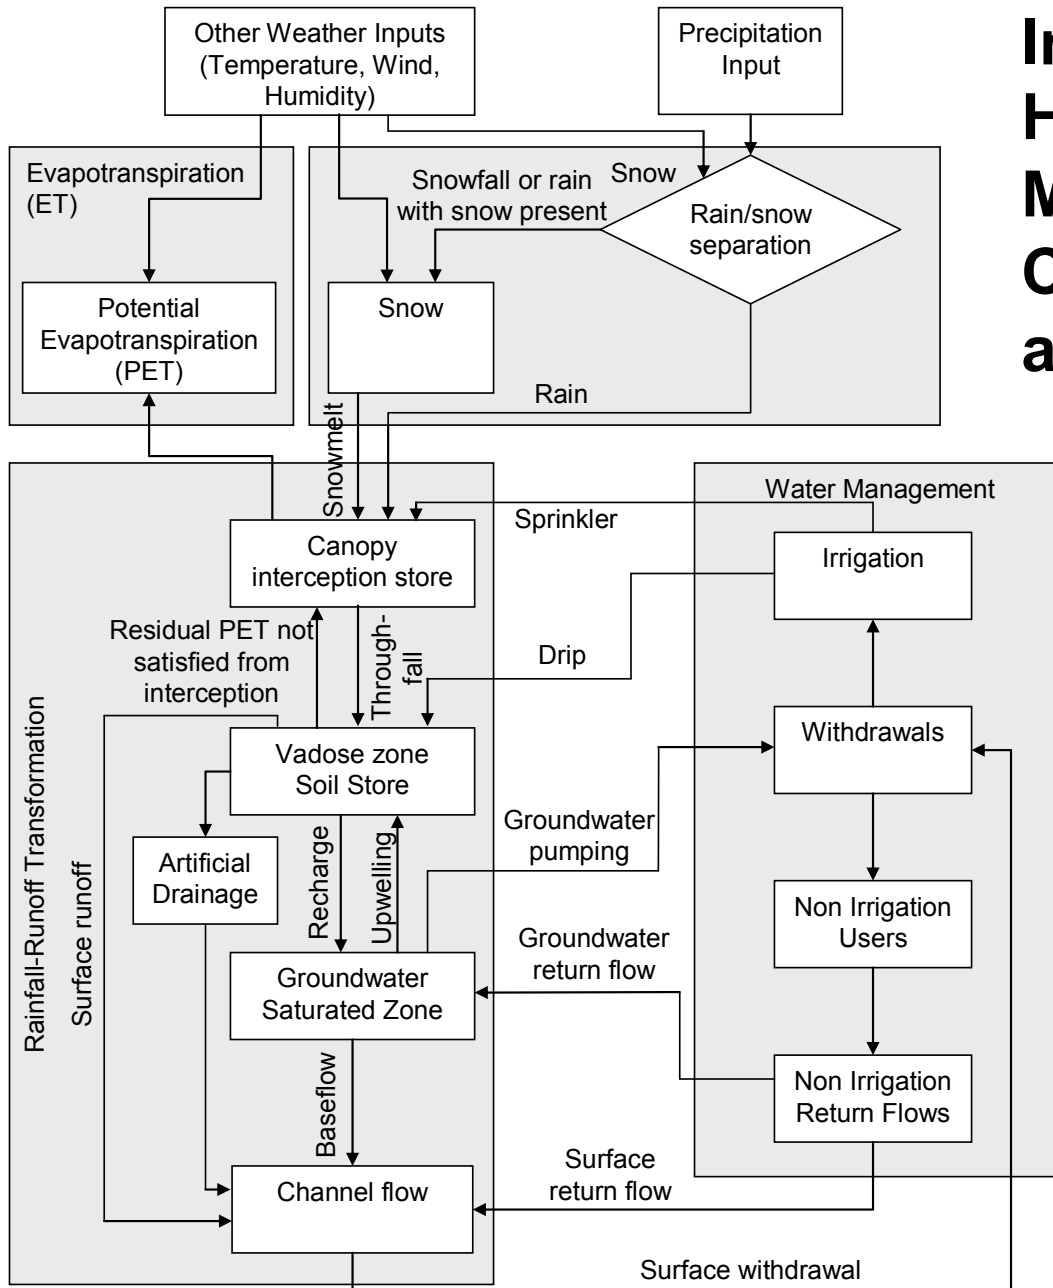 Other Weather Inputs
(Temperature, Wind,
Humidity)
Precipitation
Input
Evapotranspiration
(ET)
Snowfall or rain
with snow present
Snow
Rain/snow
separation
Potential
Evapotranspiration
(PET)
Snow
Rain
Snowmelt
Water Management
Sprinkler
Canopy
interception store
Irrigation
Residual PET not
satisfied from
interception
Through-
fall
Drip
Rainfall-Runoff Transformation
Surface runoff
Vadose zone
Soil Store
Withdrawals
Artificial
Drainage
Recharge
Upwelling
Groundwater
pumping
Non Irrigation
Users
Groundwater
return flow
Groundwater
Saturated Zone
Baseflow
Non Irrigation
Return Flows
Surface
return flow
Channel flow
Surface withdrawal